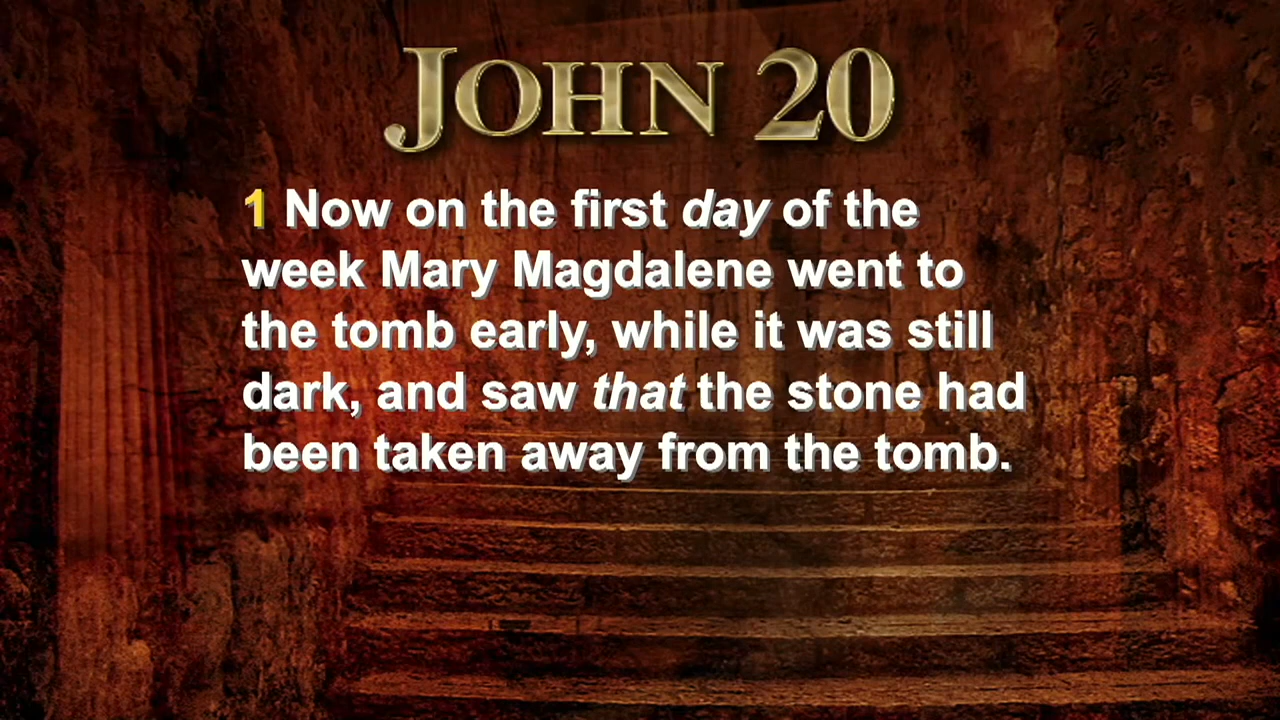 JOHN 20
1 Now on the first day of the
week Mary Magdalene went to
the tomb early, while it was still
dark, and saw that the stone had
been taken away from the tomb.